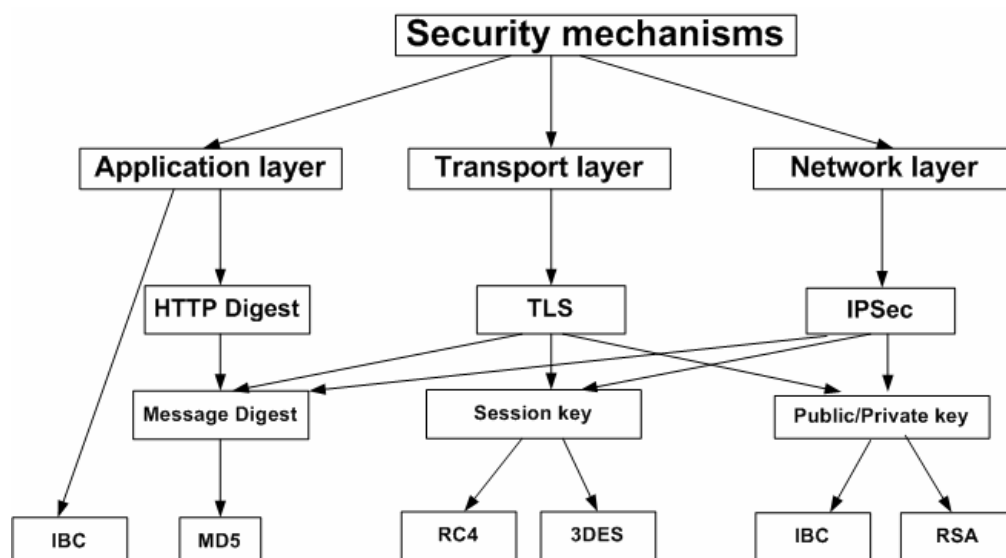 Security mechanisms
Application layer
Transport layer
Network layer
HTTP Digest
TLS
IPSec
Message Digest
Session key
Public/Private key
IBC
MD5
RC4
3DES
IBC
RSA